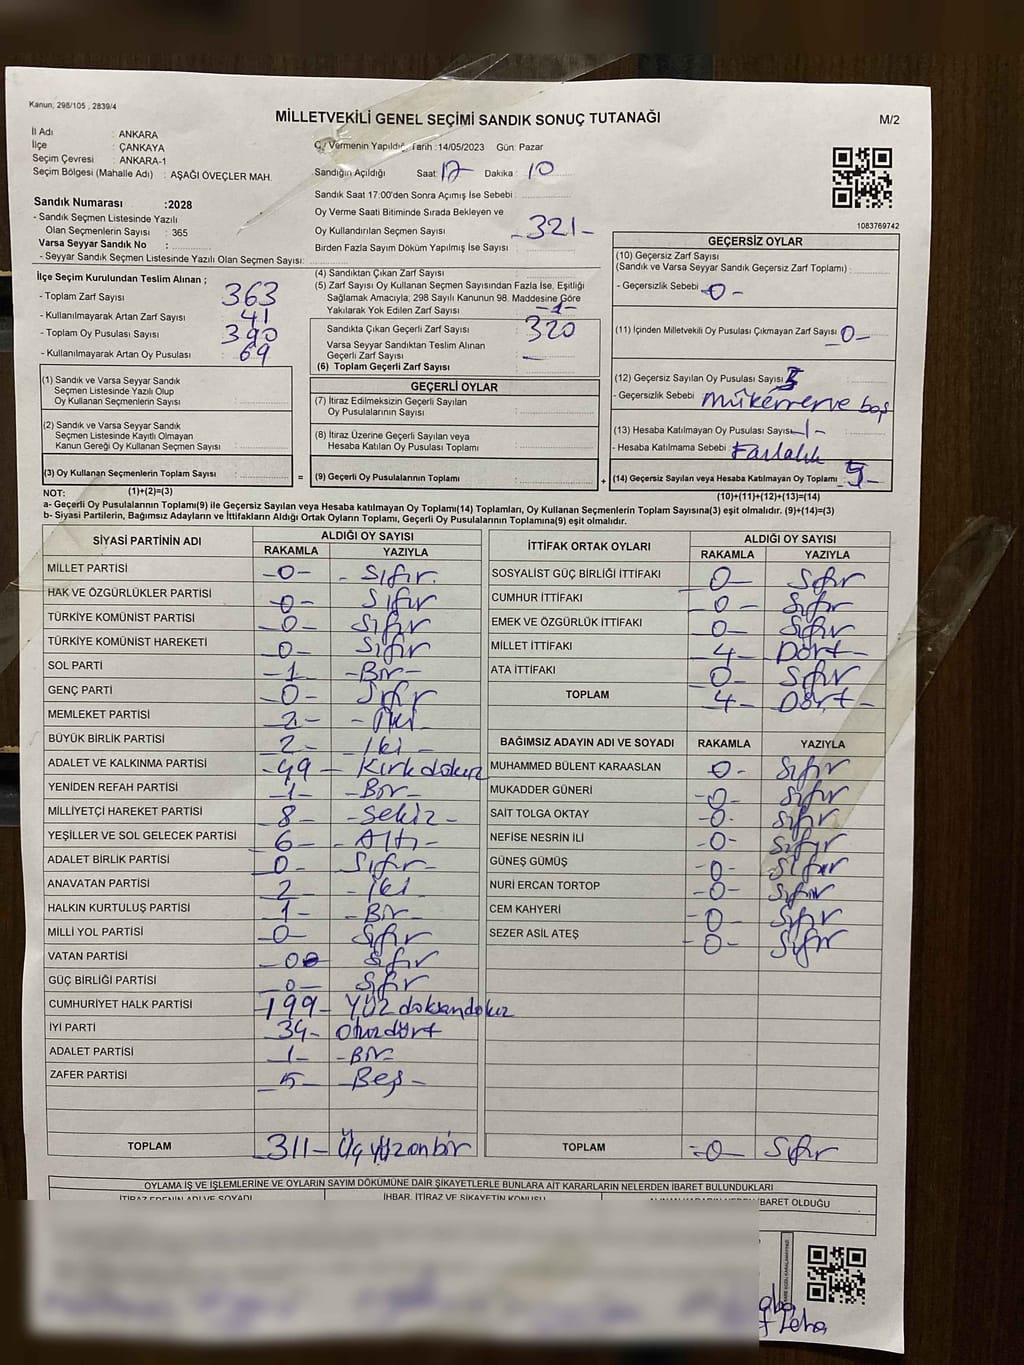 Kanun, 298/105 , 2839/4
MİLLETVEKİLİ GENEL SEÇİMİ SANDIK SONUÇ TUTANAĞI
M/2
İl Adı : ANKARA
İlçe : ÇANKAYA
Seçim Çevresi : ANKARA-1
Seçim Bölgesi (Mahalle Adı) : AŞAĞI ÖVEÇLER MAH.
Sandık Numarası :2028
- Sandık Seçmen Listesinde Yazılı
Olan Seçmenlerin Sayısı : 365
Varsa Seyyar Sandık No :
- Seyyar Sandık Seçmen Listesinde Yazılı Olan Seçmen Sayısı:
Vermenin Yapıldığı Tarih :14/05/2023 Gün: Pazar
Sandığın Açıldığı Saat: 17 Dakika : 10
Sandık Saat 17:00'den Sonra Açımış İse Sebebi :
Oy Verme Saati Bitiminde Sırada Bekleyen ve
Oy Kullandırılan Seçmen Sayısı -321-
Birden Fazla Sayım Döküm Yapılmış İse Sayısı :
1083769742
İlçe Seçim Kurulundan Teslim Alınan ;
- Toplam Zarf Sayısı 363
- Kullanılmayarak Artan Zarf Sayısı 41
- Toplam Oy Pusulası Sayısı 390
- Kullanılmayarak Artan Oy Pusulası 69
(4) Sandıktan Çıkan Zarf Sayısı :
(5) Zarf Sayısı Oy Kullanan Seçmen Sayısından Fazla İse, Eşitliği
Sağlamak Amacıyla, 298 Sayılı Kanunun 98. Maddesine Göre
Yakılarak Yok Edilen Zarf Sayısı -1-
Sandıkta Çıkan Geçerli Zarf Sayısı : 320
Varsa Seyyar Sandıktan Teslim Alınan
Geçerli Zarf Sayısı : -
(6) Toplam Geçerli Zarf Sayısı :
GEÇERSİZ OYLAR
(10) Geçersiz Zarf Sayısı
(Sandık ve Varsa Seyyar Sandık Geçersiz Zarf Toplamı) :
- Geçersizlik Sebebi -0-
(11) İçinden Milletvekili Oy Pusulası Çıkmayan Zarf Sayısı -0-
(12) Geçersiz Sayılan Oy Pusulası Sayısı 5
- Geçersizlik Sebebi : mükerrer ve boş
(13) Hesaba Katılmayan Oy Pusulası Sayısı -1-
- Hesaba Katılmama Sebebi Fazlalık
(14) Geçersiz Sayılan veya Hesaba Katılmayan Oy Toplamı 5-
(10)+(11)+(12)+(13)=(14)
(1) Sandık ve Varsa Seyyar Sandık
Seçmen Listesinde Yazılı Olup
Oy Kullanan Seçmenlerin Sayısı :
(2) Sandık ve Varsa Seyyar Sandık
Seçmen Listesinde Kayıtlı Olmayan
Kanun Gereği Oy Kullanan Seçmen Sayısı :
(3) Oy Kullanan Seçmenlerin Toplam Sayısı :
(1)+(2)=(3)
=
GEÇERLİ OYLAR
(7) İtiraz Edilmeksizin Geçerli Sayılan
Oy Pusulalarının Sayısı :
(8) İtiraz Üzerine Geçerli Sayılan veya
Hesaba Katılan Oy Pusulası Toplamı :
(9) Geçerli Oy Pusulalarının Toplamı :
+
NOT:
a- Geçerli Oy Pusulalarının Toplamı(9) ile Geçersiz Sayılan veya Hesaba katılmayan Oy Toplamı(14) Toplamları, Oy Kullanan Seçmenlerin Toplam Sayısına(3) eşit olmalıdır. (9)+(14)=(3)
b- Siyasi Partilerin, Bağımsız Adayların ve İttifakların Aldığı Ortak Oyların Toplamı, Geçerli Oy Pusulalarının Toplamına(9) eşit olmalıdır.
SİYASİ PARTİNİN ADI ALDIĞI OY SAYISI
RAKAMLA YAZIYLA
MİLLET PARTİSİ -0- - Sıfır
HAK VE ÖZGÜRLÜKLER PARTİSİ -0- Sıfır
TÜRKİYE KOMÜNİST PARTİSİ -0- Sıfır
TÜRKİYE KOMÜNİST HAREKETİ -0- Sıfır
SOL PARTİ -1- -Bir-
GENÇ PARTİ -0- Sıfır
MEMLEKET PARTİSİ -2- -İki-
BÜYÜK BİRLİK PARTİSİ -2- İki -
ADALET VE KALKINMA PARTİSİ -49- Kırkdokuz
YENİDEN REFAH PARTİSİ -1- -Bir-
MİLLİYETÇİ HAREKET PARTİSİ -8- -Sekiz-
YEŞİLLER VE SOL GELECEK PARTİSİ -6- -Altı-
ADALET BİRLİK PARTİSİ -0- -Sıfır-
ANAVATAN PARTİSİ -2- -İki
HALKIN KURTULUŞ PARTİSİ -1- -Bir-
MİLLİ YOL PARTİSİ -0- Sıfır
VATAN PARTİSİ -0 Sıfır
GÜÇ BİRLİĞİ PARTİSİ -0- Sıfır
CUMHURİYET HALK PARTİSİ -199- Yüz doksandokuz
İYİ PARTİ -34- Otuzdört
ADALET PARTİSİ -1- -Bir-
ZAFER PARTİSİ -5- -Beş-
TOPLAM -311- Üç Yüzonbir
İTTİFAK ORTAK OYLARI ALDIĞI OY SAYISI
RAKAMLA YAZIYLA
SOSYALİST GÜÇ BİRLİĞİ İTTİFAKI -0- Sıfır
CUMHUR İTTİFAKI -0- Sıfır
EMEK VE ÖZGÜRLÜK İTTİFAKI -0- Sıfır
MİLLET İTTİFAKI -4- Dört-
ATA İTTİFAKI -0- Sıfır
TOPLAM -4- Dört-
BAĞIMSIZ ADAYIN ADI VE SOYADI RAKAMLA YAZIYLA
MUHAMMED BÜLENT KARAASLAN -0- Sıfır
MUKADDER GÜNERİ -0- Sıfır
SAİT TOLGA OKTAY -0- Sıfır
NEFİSE NESRİN İLİ -0- Sıfır
GÜNEŞ GÜMÜŞ -0- Sıfır
NURİ ERCAN TORTOP -0- Sıfır
CEM KAHYERİ -0- Sıfır
SEZER ASİL ATEŞ -0- Sıfır
TOPLAM -0- Sıfır
OYLAMA İŞ VE İŞLEMLERİNE VE OYLARIN SAYIM DÖKÜMÜNE DAİR ŞİKAYETLERLE BUNLARA AİT KARARLARIN NELERDEN İBARET BULUNDUKLARI
İTİRAZ EDENİN ADI VE SOYADI İHBAR, İTİRAZ VE ŞİKAYETİN KONUSU İBARET OLDUĞU